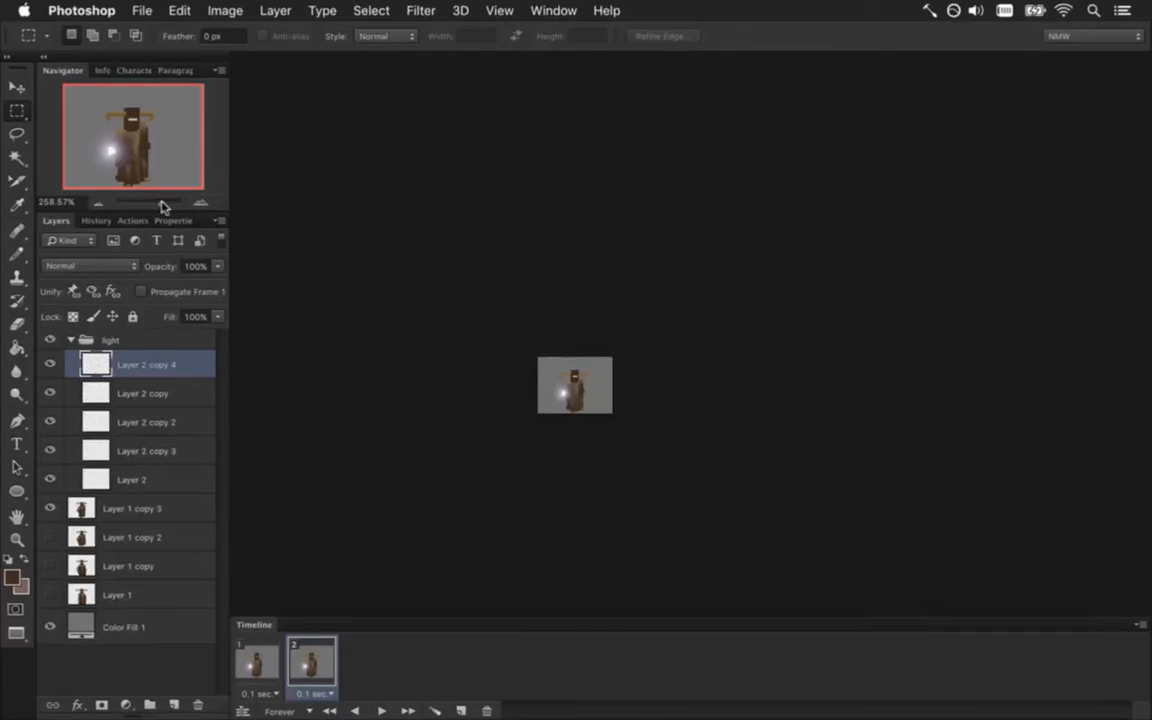 Photoshop File Edit Image Layer Type Select Filter 3D View Window Help
Feather: 0 px Anti-alias Style: Normal Width: Height: Refine Edge... NMW
Navigator Info Characte Paragrap
258.57%
Layers History Actions Propertie
Kind
Normal Opacity: 100%
Unify: Propagate Frame 1
Lock: Fill: 100%
light
Layer 2 copy 4
Layer 2 copy
Layer 2 copy 2
Layer 2 copy 3
Layer 2
Layer 1 copy 3
Layer 1 copy 2
Layer 1 copy
Layer 1
Color Fill 1
Timeline
1 2
0.1 sec. 0.1 sec.
Forever